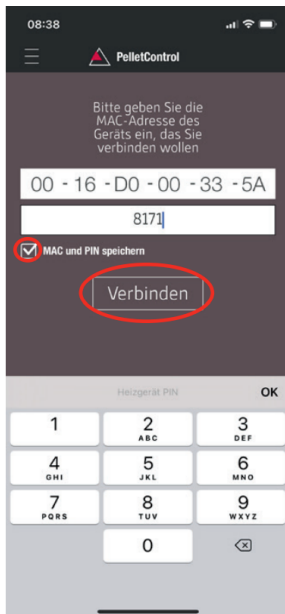 08:38
PelletControl
Bitte geben Sie die
MAC-Adresse des
Geräts ein, das Sie
verbinden wollen
00 - 16 - D0 - 00 - 33 - 5A
8171
MAC und PIN speichern
Verbinden
Heizgerät PIN OK
1 2 3
ABC DEF
4 5 6
GHI JKL MNO
7 8 9
PQRS TUV WXYZ
0